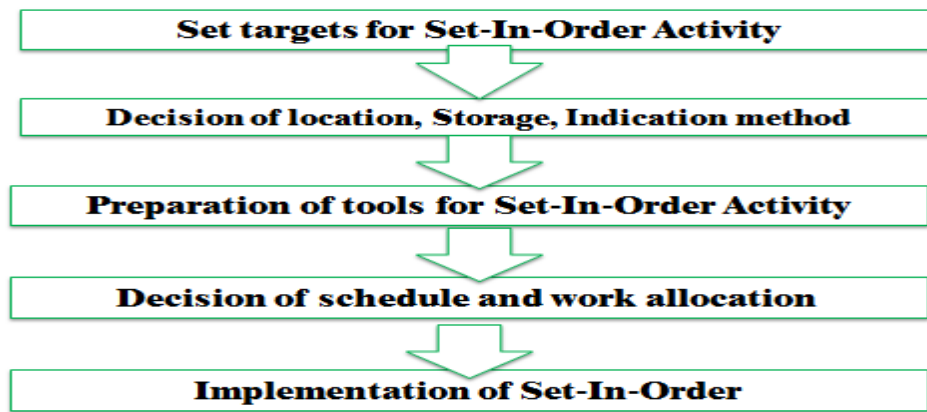 Set targets for Set-In-Order Activity
Decision of location, Storage, Indication method
Preparation of tools for Set-In-Order Activity
Decision of schedule and work allocation
Implementation of Set-In-Order